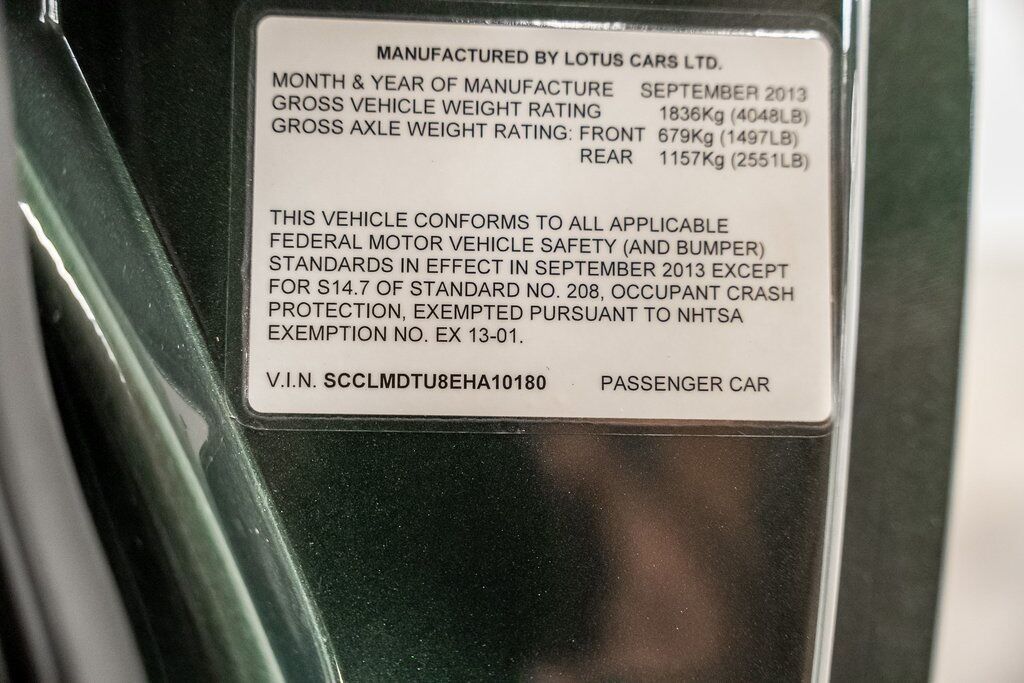 MANUFACTURED BY LOTUS CARS LTD.
MONTH & YEAR OF MANUFACTURE SEPTEMBER 2013
GROSS VEHICLE WEIGHT RATING 1836Kg (4048LB)
GROSS AXLE WEIGHT RATING: FRONT 679Kg (1497LB)
REAR 1157Kg (2551LB)
THIS VEHICLE CONFORMS TO ALL APPLICABLE
FEDERAL MOTOR VEHICLE SAFETY (AND BUMPER)
STANDARDS IN EFFECT IN SEPTEMBER 2013 EXCEPT
FOR S14.7 OF STANDARD NO. 208, OCCUPANT CRASH
PROTECTION, EXEMPTED PURSUANT TO NHTSA
EXEMPTION NO. EX 13-01.
V.I.N. SCCLMDTU8EHA10180 PASSENGER CAR